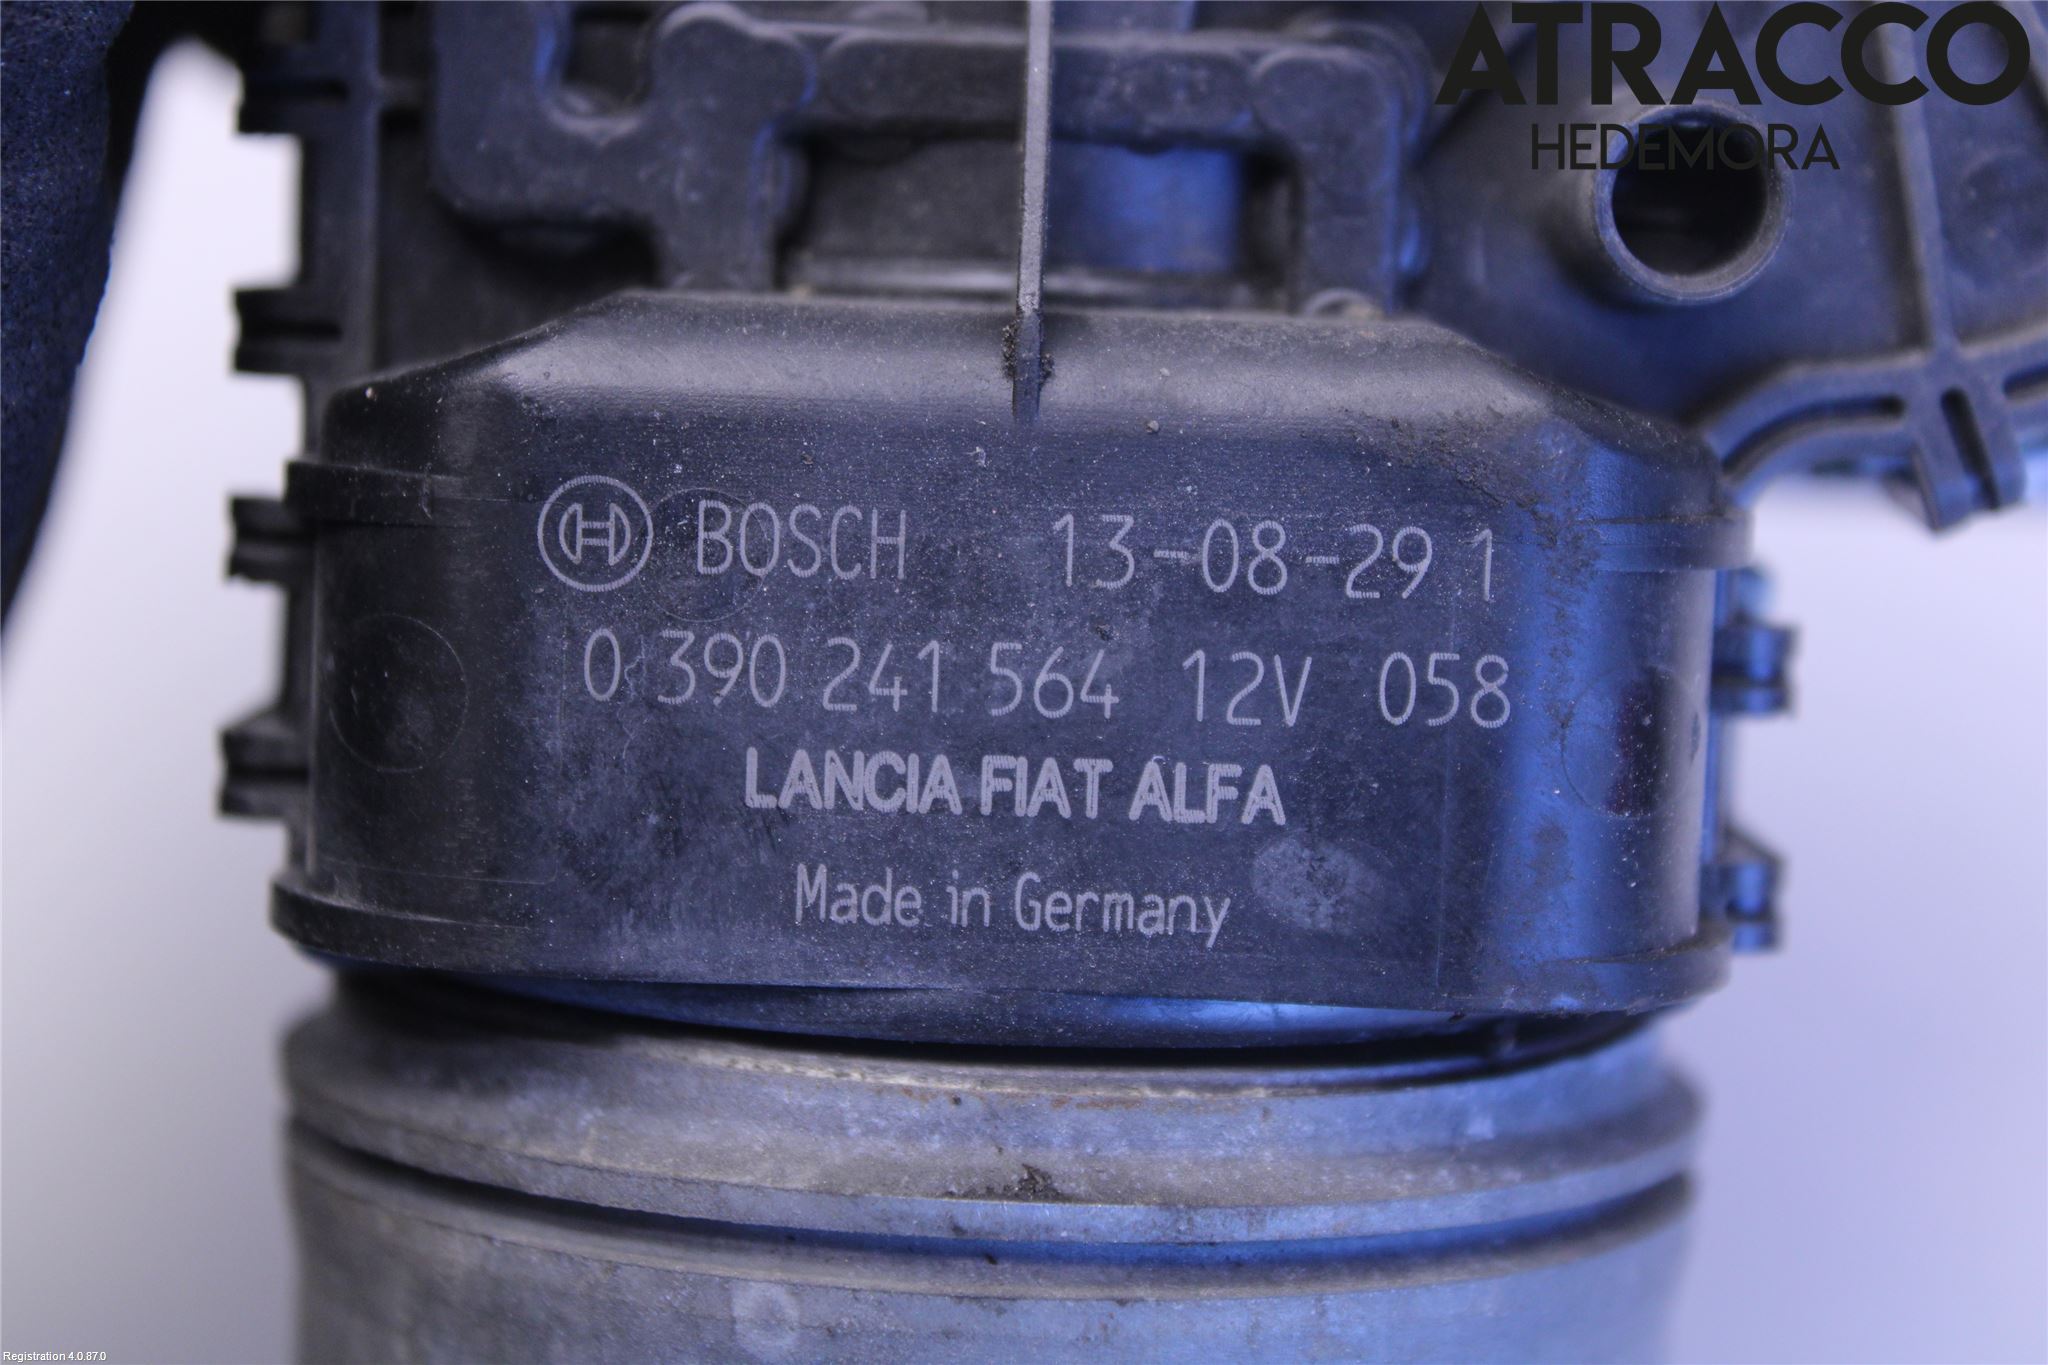 ATRACCO
HEDEMORA
BOSCH 13-08-29 1
0 390 241 564 12V 058
LANCIA FIAT ALFA
Made in Germany
Registration 4.0.87.0